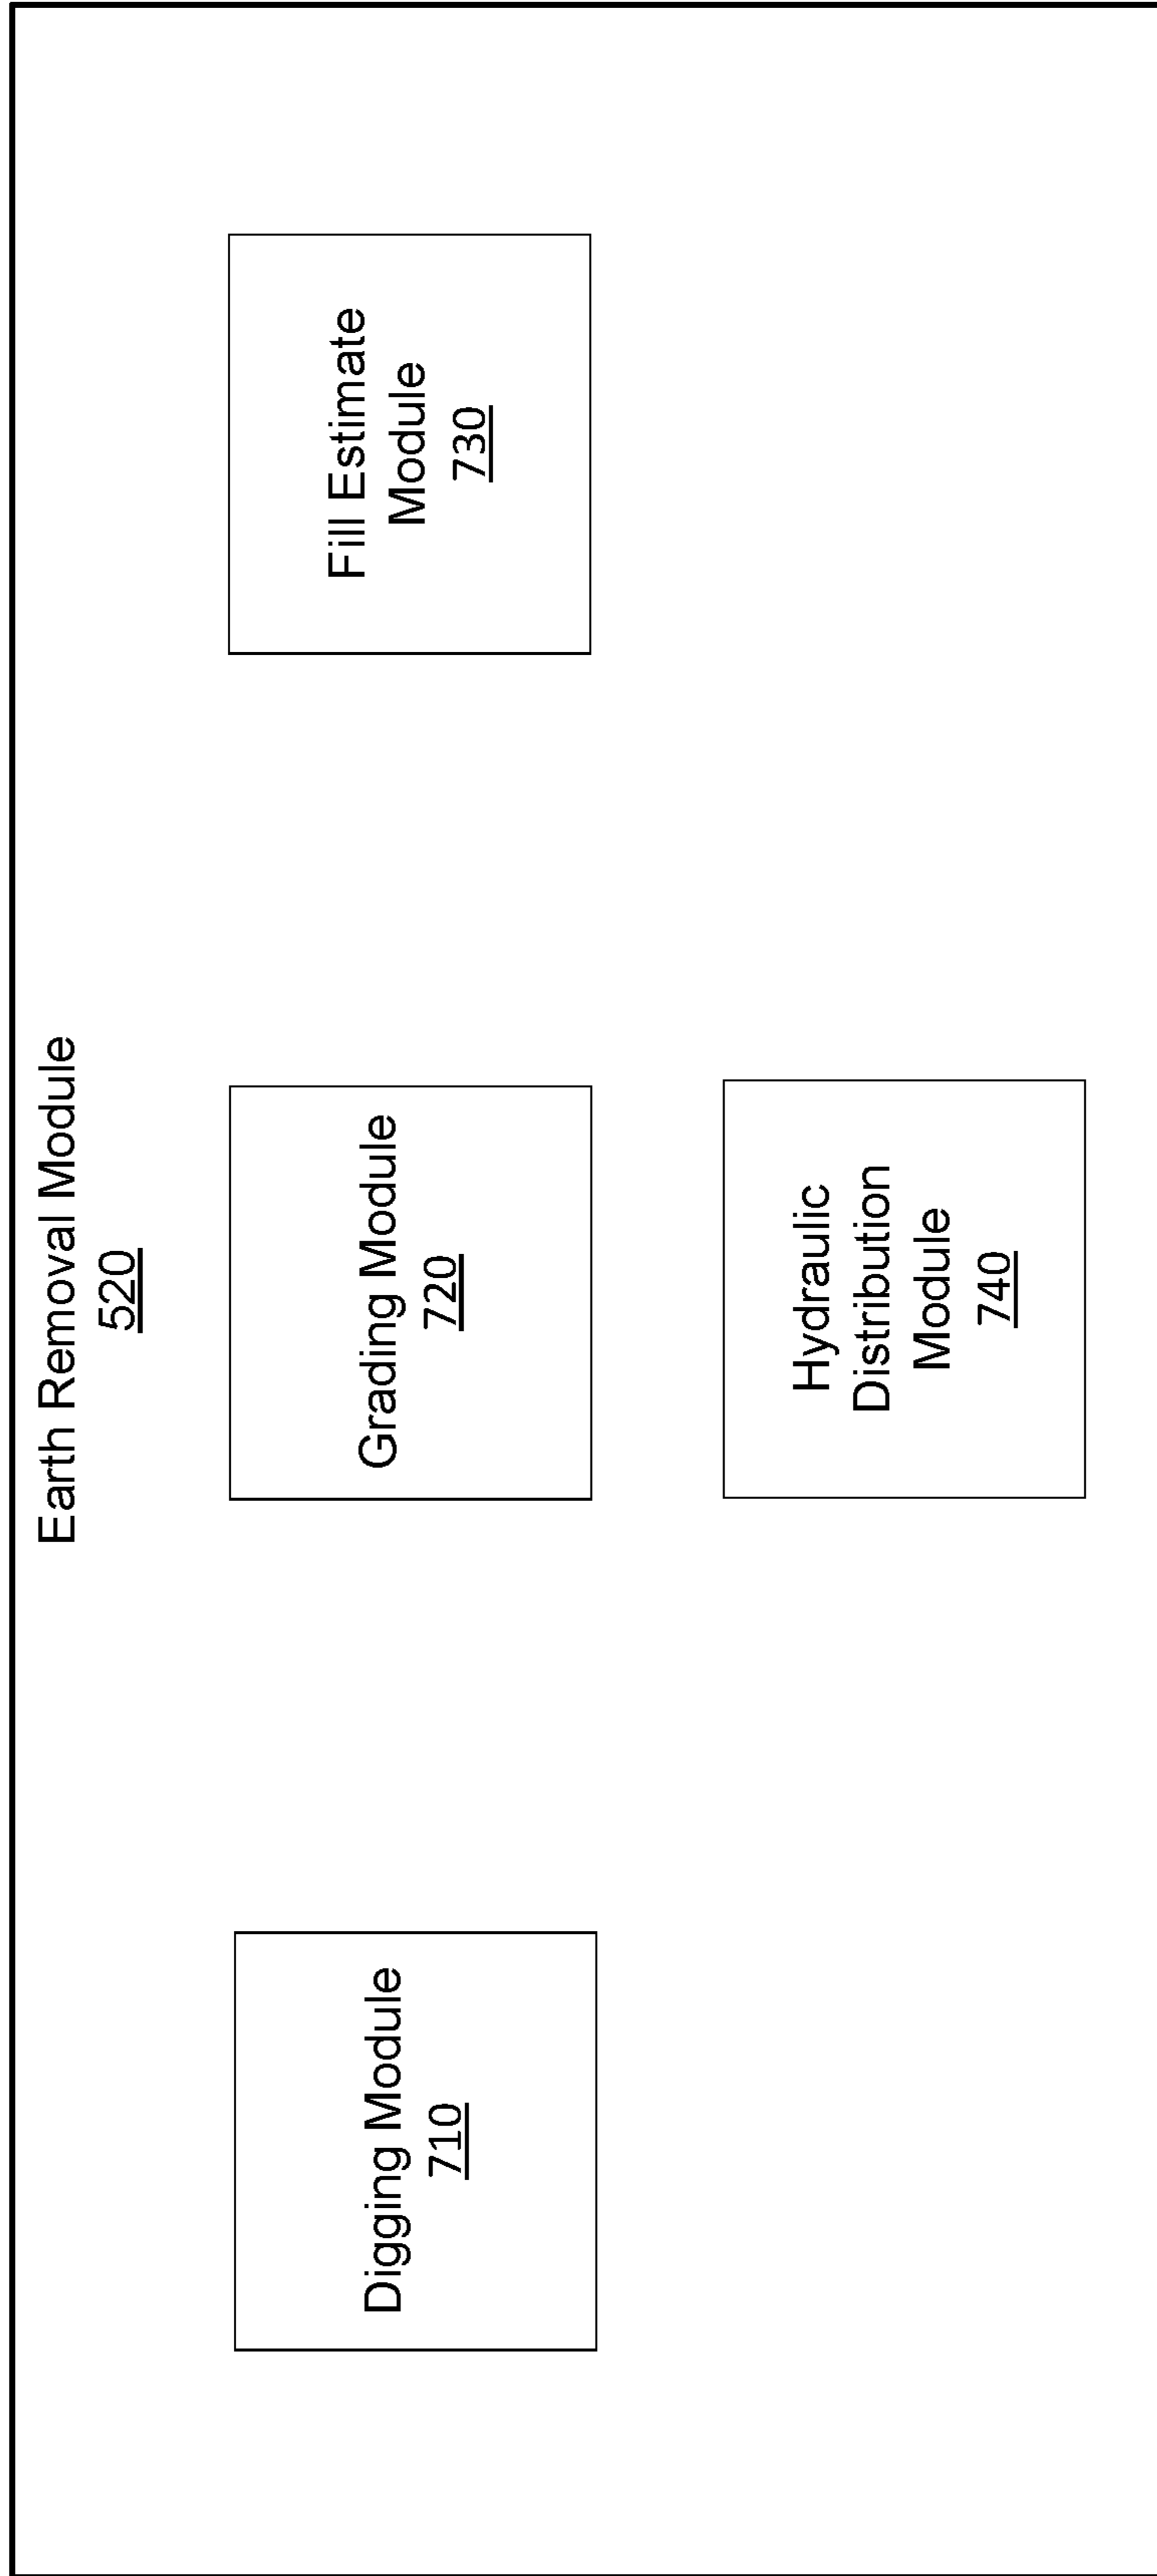 Earth Removal Module
520
Digging Module
710
Grading Module
720
Fill Estimate
Module
730
Hydraulic
Distribution
Module
740